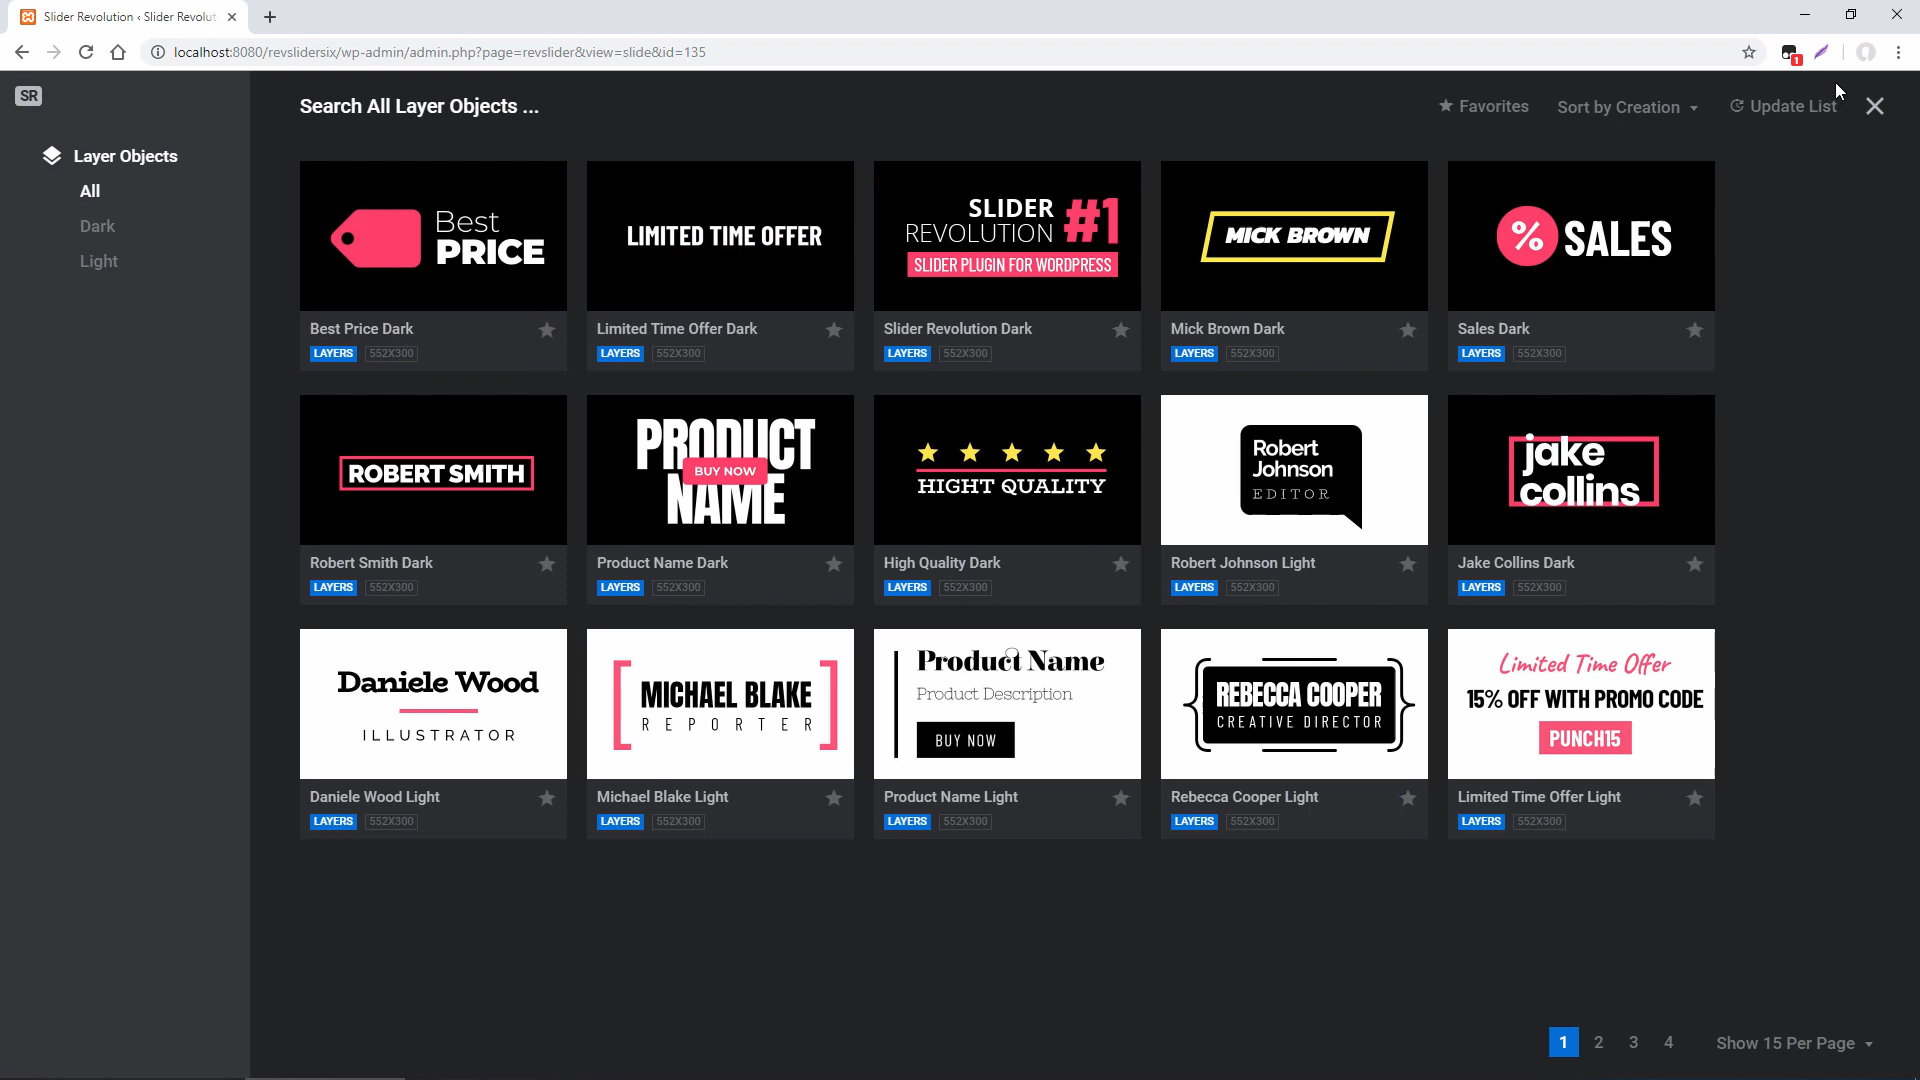 Slider Revolution ‹ Slider Revolut
localhost:8080/revslidersix/wp-admin/admin.php?page=revslider&view=slide&id=135
1
SR
Layer Objects
All
Dark
Light
Search All Layer Objects ...
Favorites
Sort by Creation
Update List
Best
PRICE
Best Price Dark
LAYERS
552X300
LIMITED TIME OFFER
Limited Time Offer Dark
LAYERS
552X300
SLIDER
REVOLUTION
#1
SLIDER PLUGIN FOR WORDPRESS
Slider Revolution Dark
LAYERS
552X300
MICK BROWN
Mick Brown Dark
LAYERS
552X300
% SALES
Sales Dark
LAYERS
552X300
ROBERT SMITH
Robert Smith Dark
LAYERS
552X300
PRODUCT
BUY NOW
NAME
Product Name Dark
LAYERS
552X300
HIGHT QUALITY
High Quality Dark
LAYERS
552X300
Robert
Johnson
EDITOR
Robert Johnson Light
LAYERS
552X300
jake
collins
Jake Collins Dark
LAYERS
552X300
Daniele Wood
ILLUSTRATOR
Daniele Wood Light
LAYERS
552X300
MICHAEL BLAKE
REPORTER
Michael Blake Light
LAYERS
552X300
Product Name
Product Description
BUY NOW
Product Name Light
LAYERS
552X300
REBECCA COOPER
CREATIVE DIRECTOR
Rebecca Cooper Light
LAYERS
552X300
Limited Time Offer
15% OFF WITH PROMO CODE
PUNCH15
Limited Time Offer Light
LAYERS
552X300
1 2 3 4
Show 15 Per Page